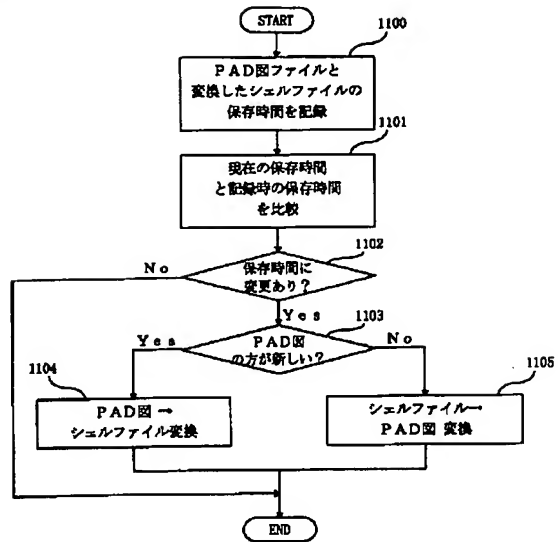 START
1100
PAD図ファイルと
変換したシェルファイルの
保存時間を記録
1101
現在の保存時間
と記録時の保存時間
を比較
1102
No
保存時間に
変更あり?
Yes
1103
Yes
PAD図
の方が新しい?
No
1104
PAD図 →
シェルファイル変換
1105
シェルファイル→
PAD図 変換
END